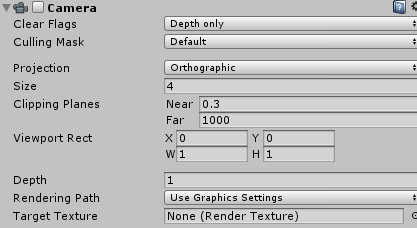 Camera
Clear Flags Depth only
Culling Mask Default
Projection Orthographic
Size 4
Clipping Planes Near 0.3
Far 1000
Viewport Rect X 0 Y 0
W 1 H 1
Depth 1
Rendering Path Use Graphics Settings
Target Texture None (Render Texture)